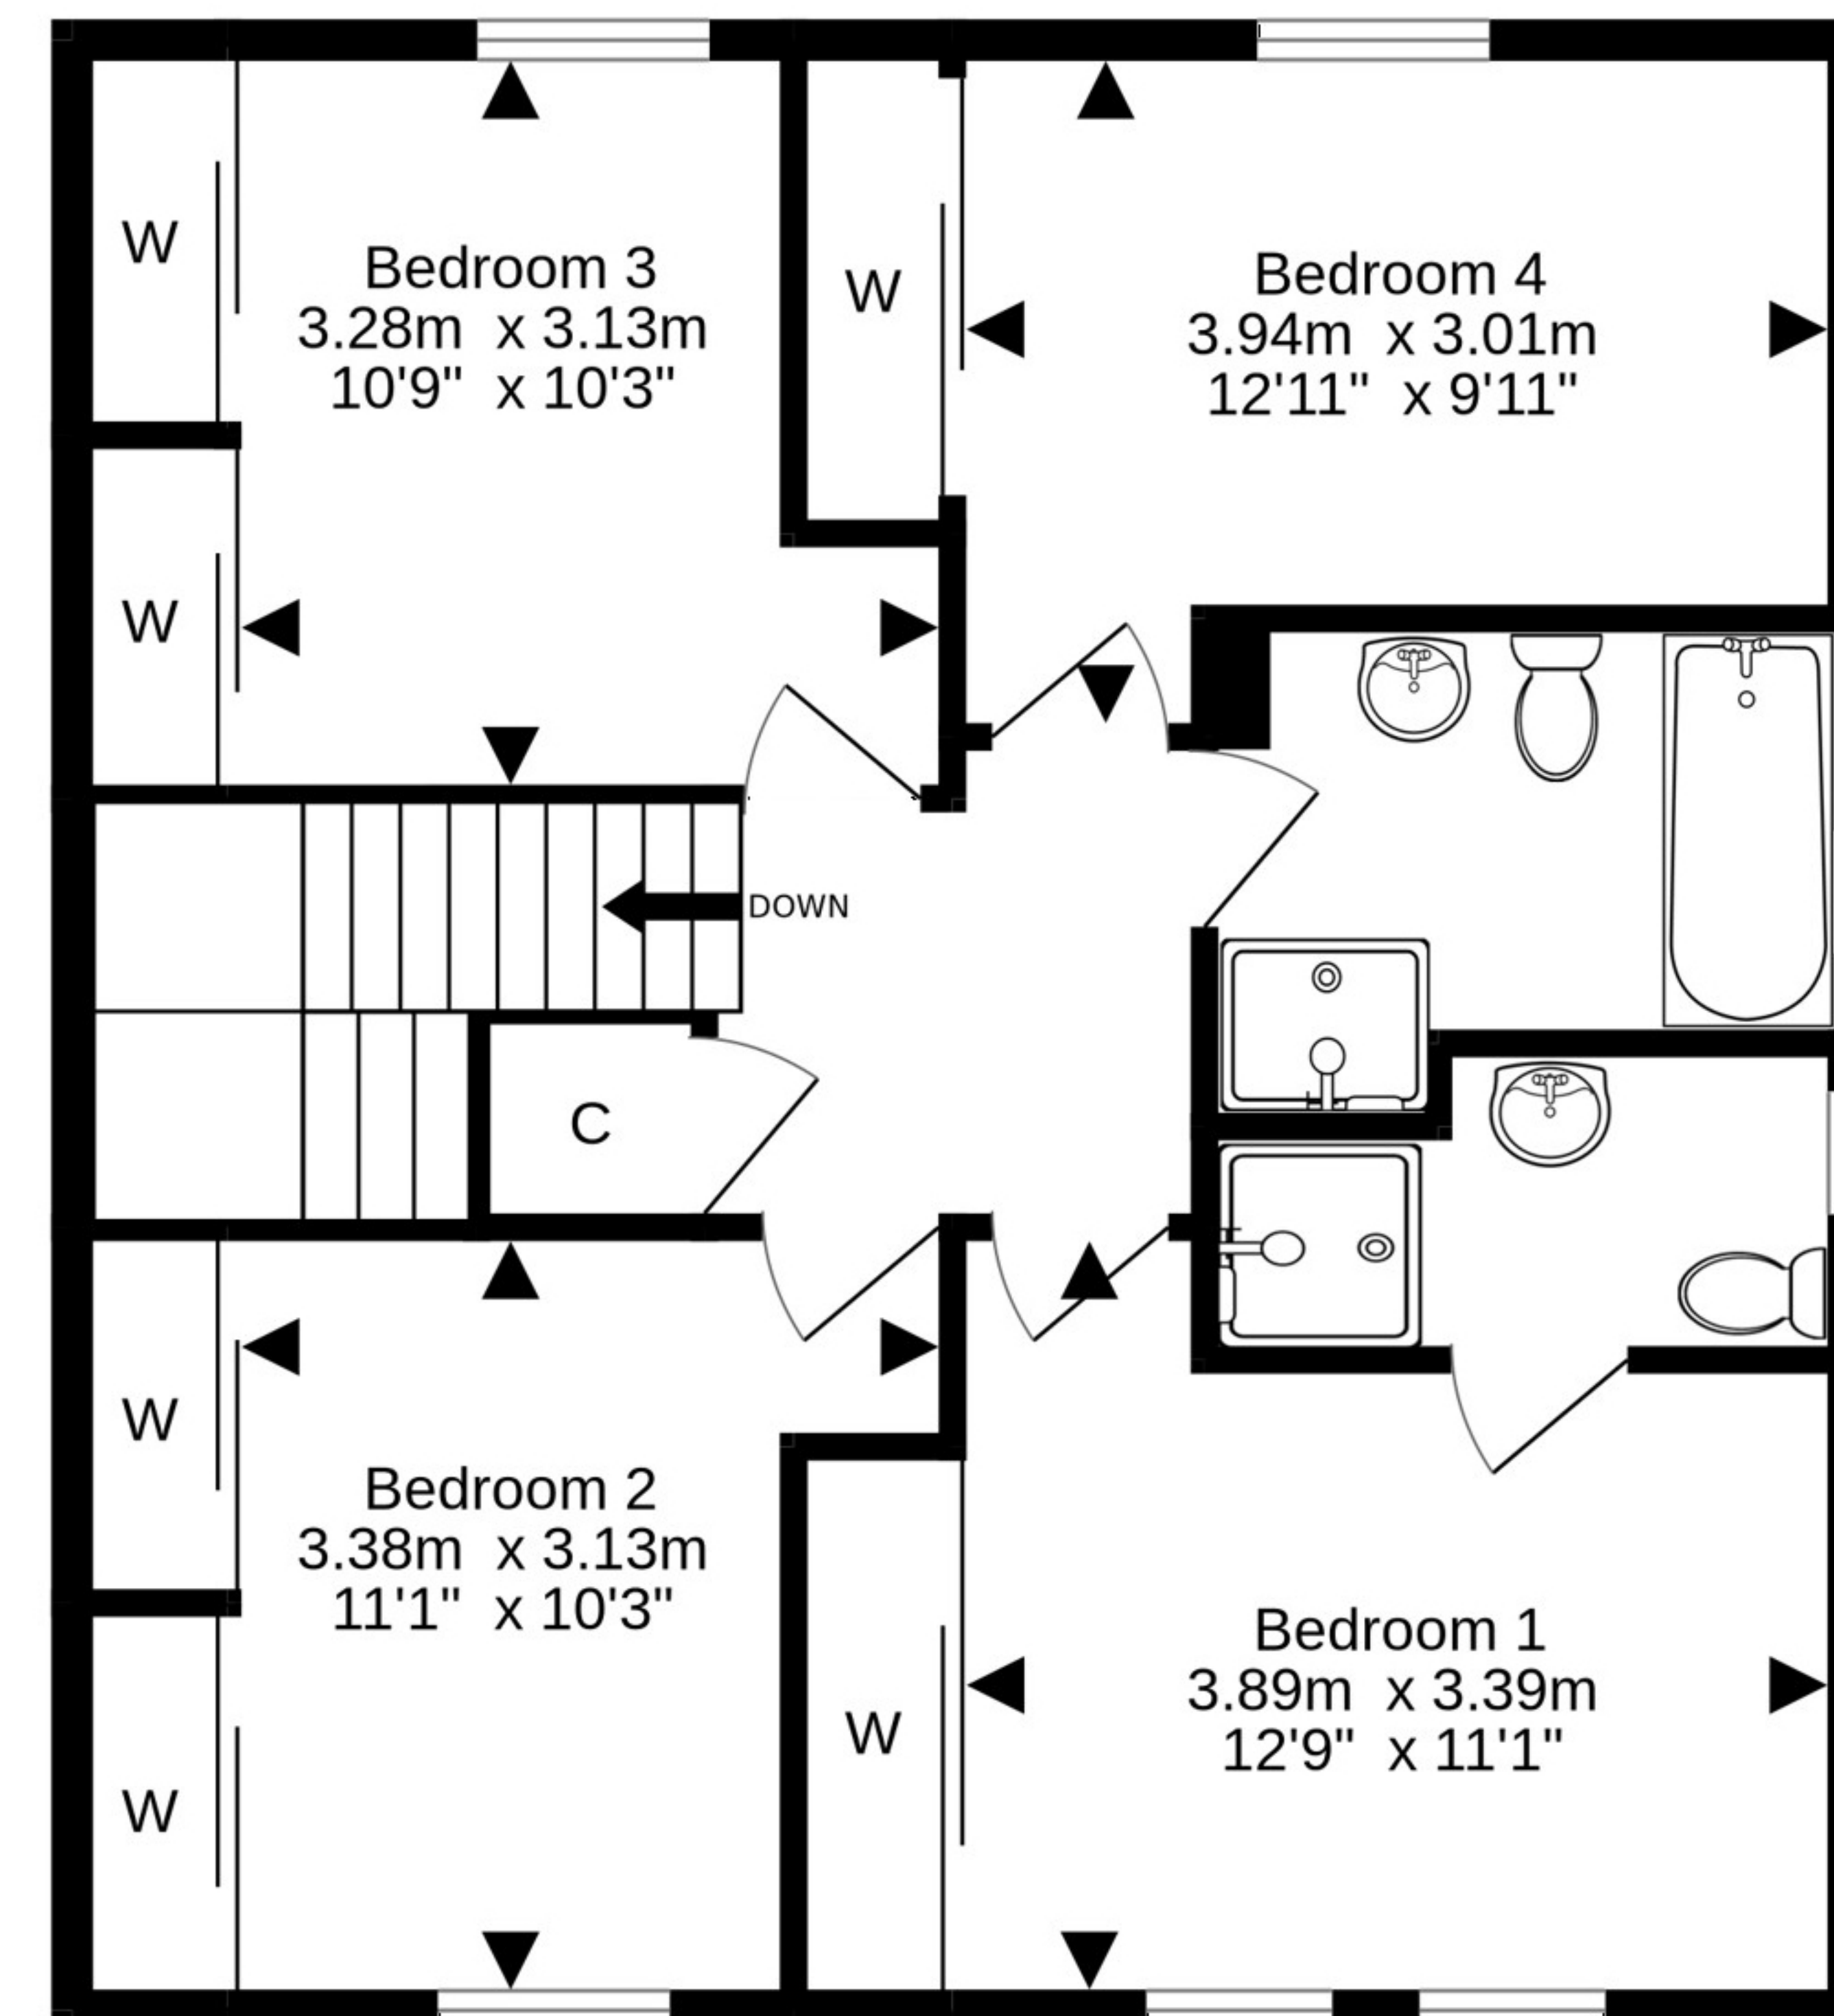 W
Bedroom 3
3.28m x 3.13m
10'9" x 10'3"
W
Bedroom 4
3.94m x 3.01m
12'11" x 9'11"
W
DOWN
C
W
Bedroom 2
3.38m x 3.13m
11'1" x 10'3"
W
Bedroom 1
3.89m x 3.39m
12'9" x 11'1"
W